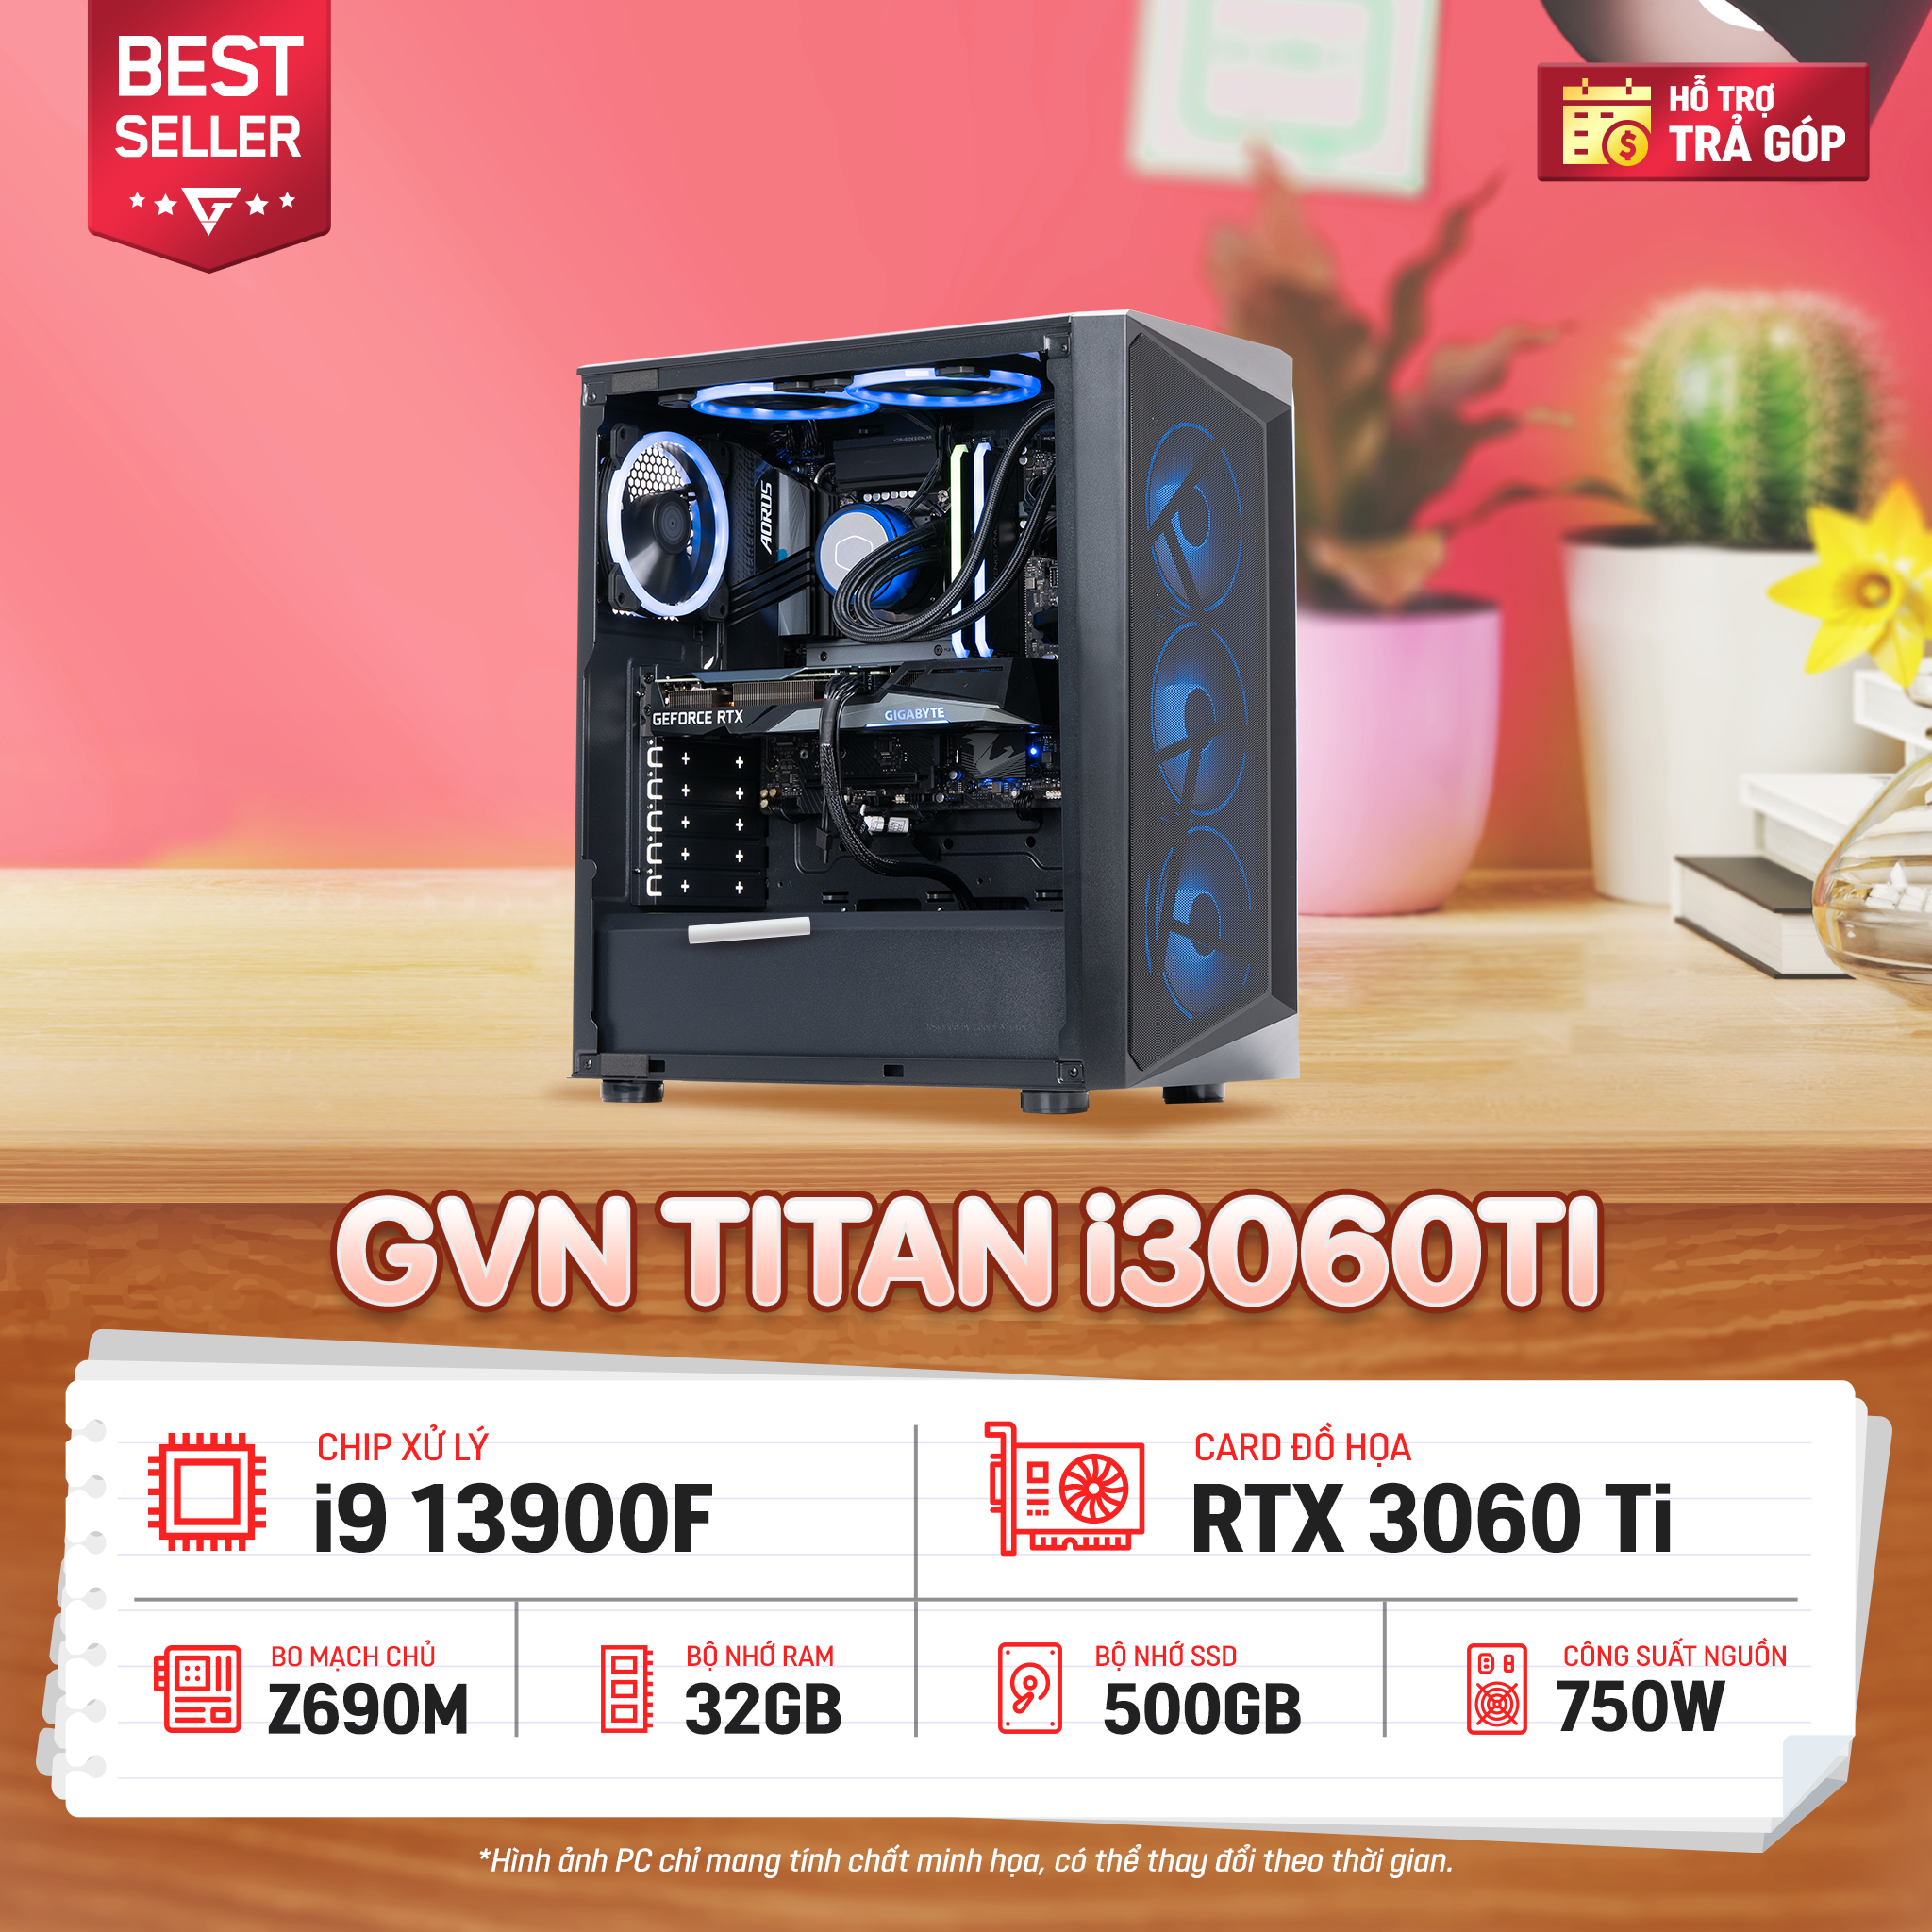 BEST
SELLER
HỖ TRỢ
TRẢ GÓP
AORUS
GEFORCE RTX
GIGABYTE
GVN TITAN i3060TI
CHIP XỬ LÝ
i9 13900F
CARD ĐỒ HỌA
RTX 3060 Ti
BO MẠCH CHỦ
Z690M
BỘ NHỚ RAM
32GB
BỘ NHỚ SSD
500GB
CÔNG SUẤT NGUỒN
750W
*Hình ảnh PC chỉ mang tính chất minh họa, có thể thay đổi theo thời gian.